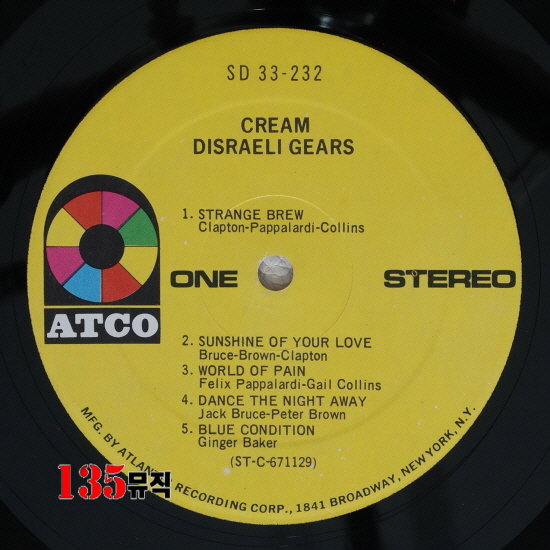 SD 33-232
CREAM
DISRAELI GEARS
1. STRANGE BREW
Clapton-Pappalardi-Collins
ONE
STEREO
ATCO
2. SUNSHINE OF YOUR LOVE
Bruce-Brown-Clapton
3. WORLD OF PAIN
Felix Pappalardi-Gail Collins
4. DANCE THE NIGHT AWAY
Jack Bruce-Peter Brown
5. BLUE CONDITION
Ginger Baker
(ST-C-671129)
MFG. BY RECORDING CORP., 1841 BROADWAY, NEW YORK, N.Y.
135뮤직